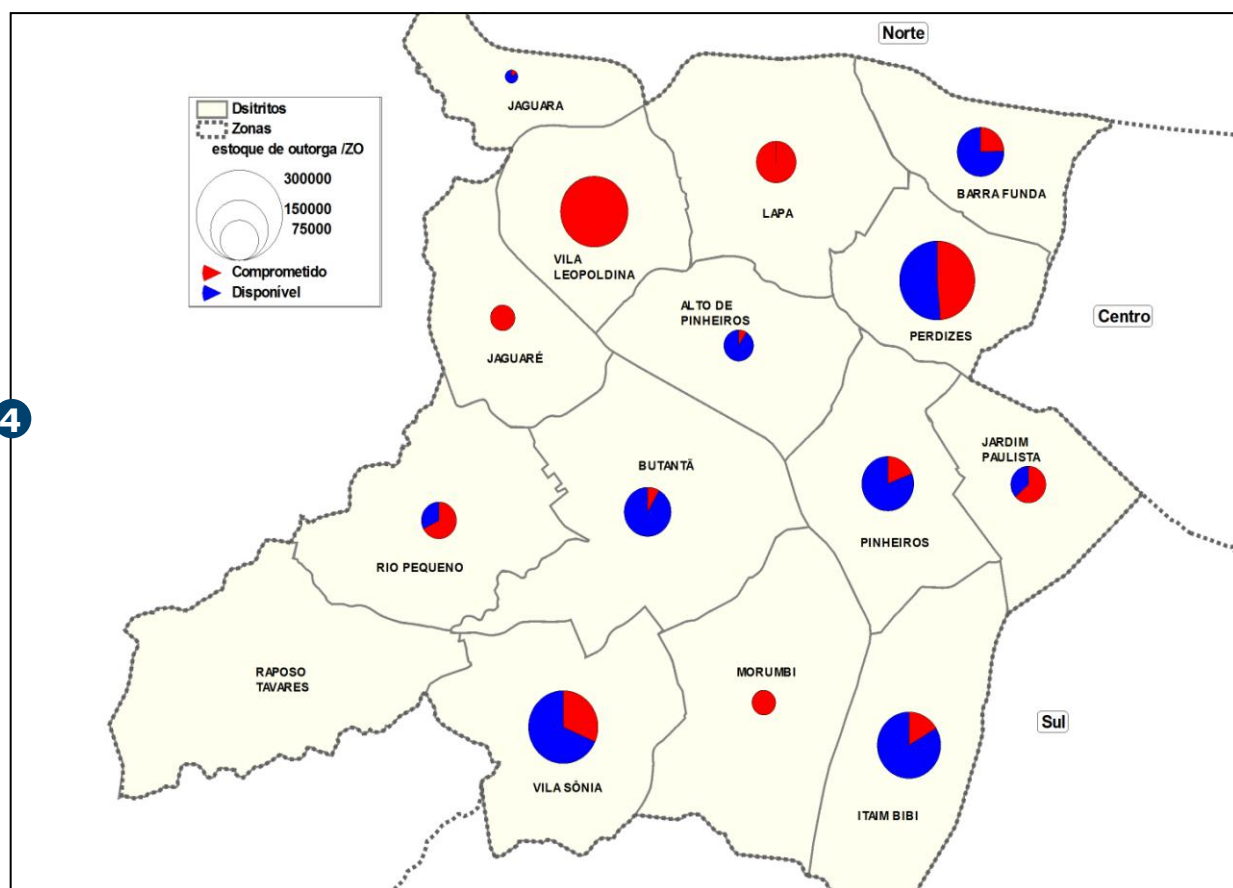 Norte
JAGUARA
Dsitritos
Zonas
estoque de outorga /ZO
300000
150000
75000
Comprometido
Disponível
BARRA FUNDA
LAPA
VILA
LEOPOLDINA
ALTO DE
PINHEIROS
Centro
PERDIZES
JAGUARÉ
4
JARDIM
PAULISTA
BUTANTÃ
PINHEIROS
RIO PEQUENO
RAPOSO
TAVARES
MORUMBI
Sul
VILA SÔNIA
ITAIM BIBI